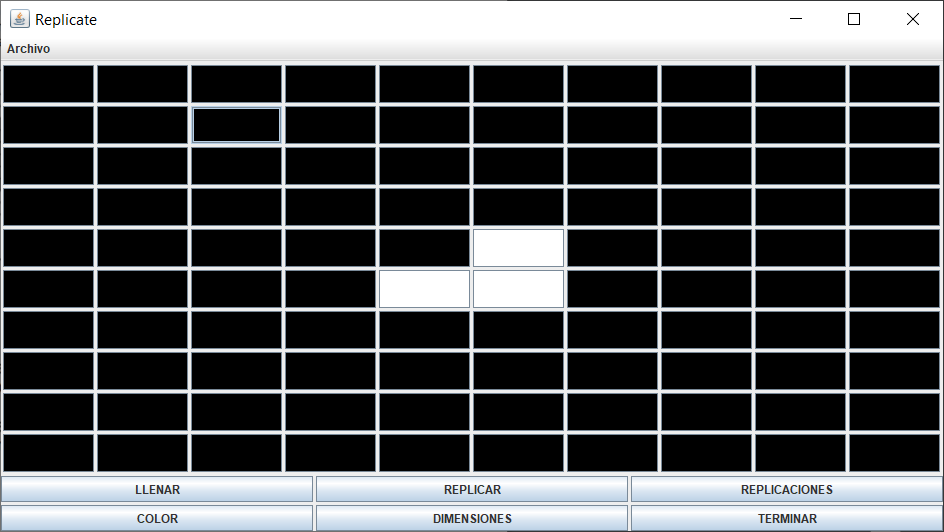 Replicate
Archivo
LLENAR REPLICAR REPLICACIONES
COLOR DIMENSIONES TERMINAR